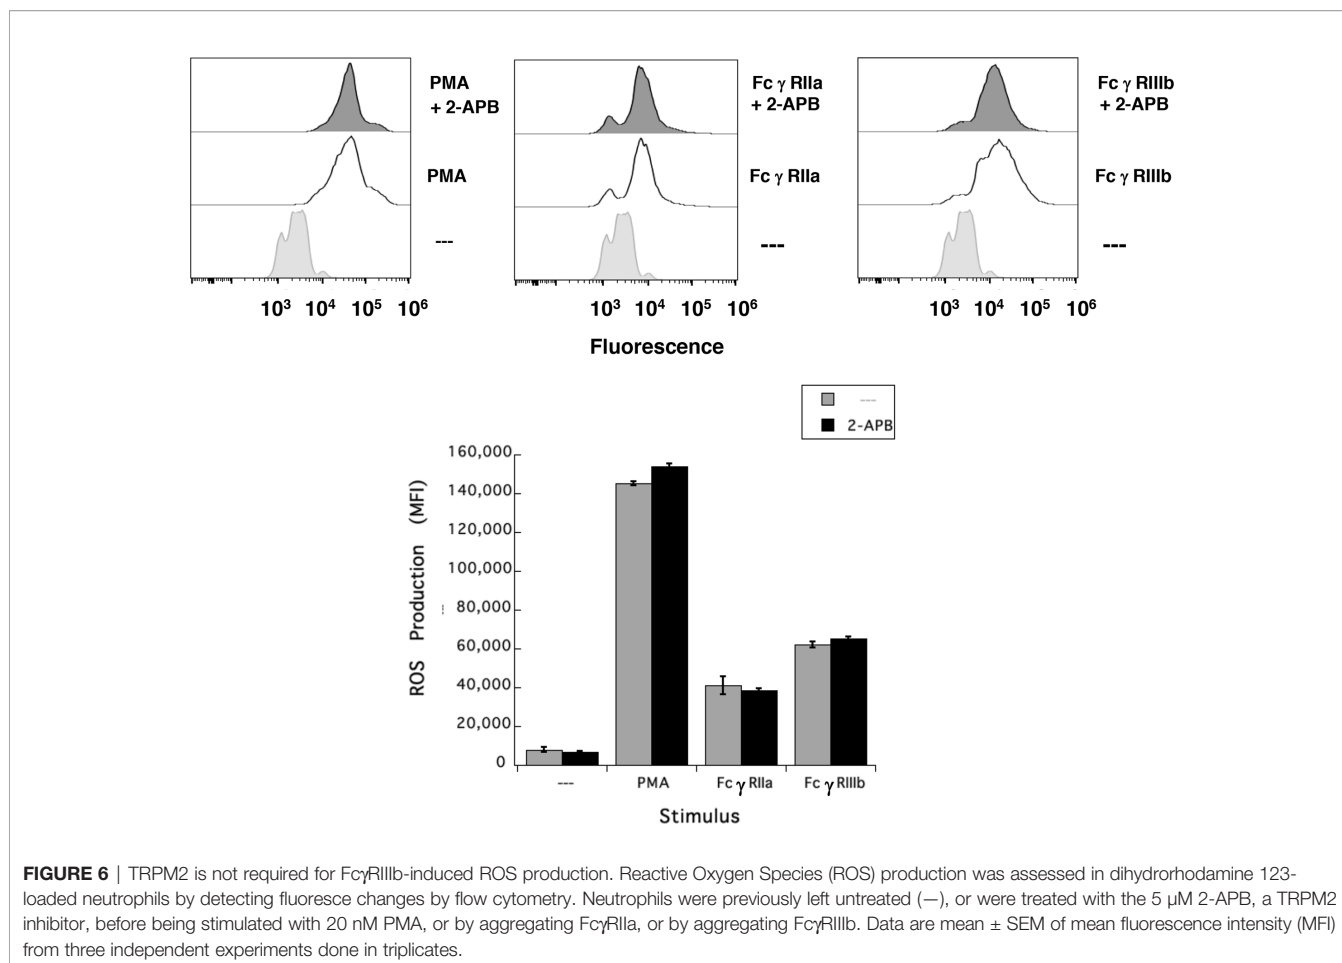 PMA
+ 2-APB
PMA
---
10³ 10⁴ 10⁵ 10⁶
Fc γ RIIa
+ 2-APB
Fc γ RIIa
---
10³ 10⁴ 10⁵ 10⁶
Fc γ RIIIb
+ 2-APB
Fc γ RIIIb
---
10³ 10⁴ 10⁵ 10⁶
Fluorescence
---
2-APB
ROS Production (MFI)
160,000
140,000
120,000
100,000
80,000
60,000
40,000
20,000
0
--- PMA Fc γ RIIa Fc γ RIIIb
Stimulus
FIGURE 6 | TRPM2 is not required for FcγRIIIb-induced ROS production. Reactive Oxygen Species (ROS) production was assessed in dihydrorhodamine 123-
loaded neutrophils by detecting fluoresce changes by flow cytometry. Neutrophils were previously left untreated (—), or were treated with the 5 µM 2-APB, a TRPM2
inhibitor, before being stimulated with 20 nM PMA, or by aggregating FcγRIIa, or by aggregating FcγRIIIb. Data are mean ± SEM of mean fluorescence intensity (MFI)
from three independent experiments done in triplicates.